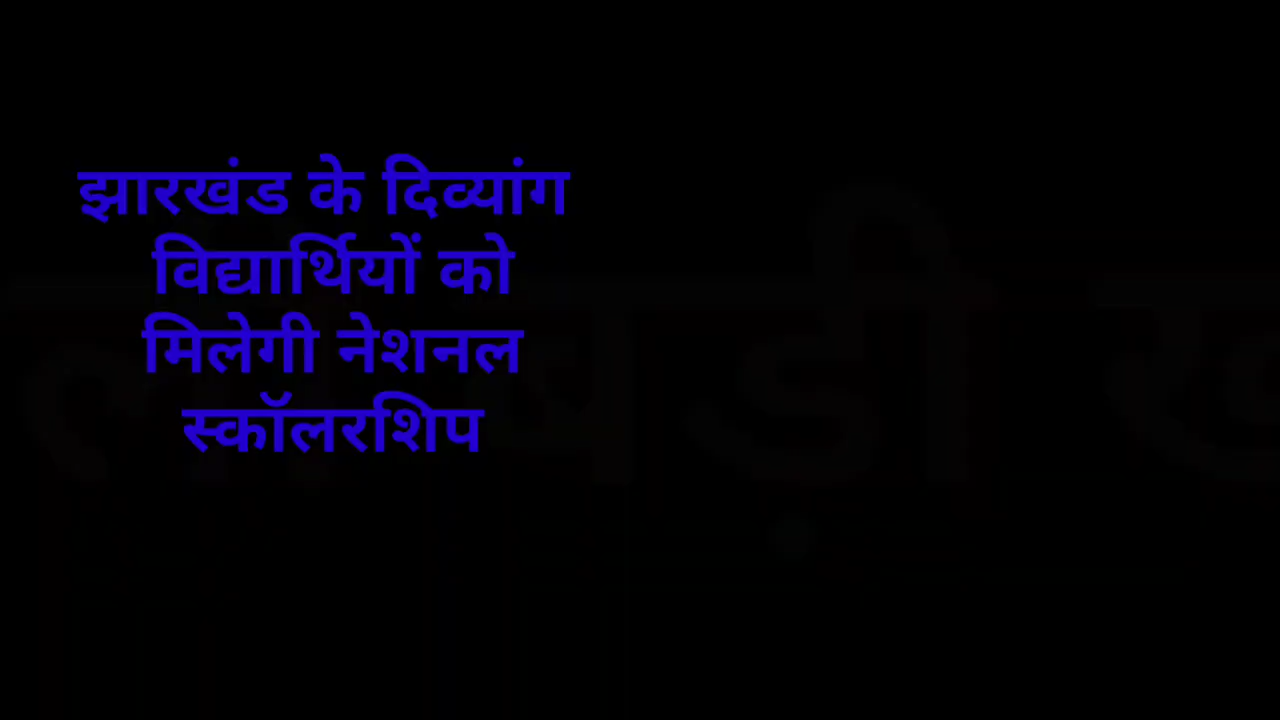 झारखंड के दिव्यांग
विद्यार्थियों को
मिलेगी नेशनल
स्कॉलरशिप